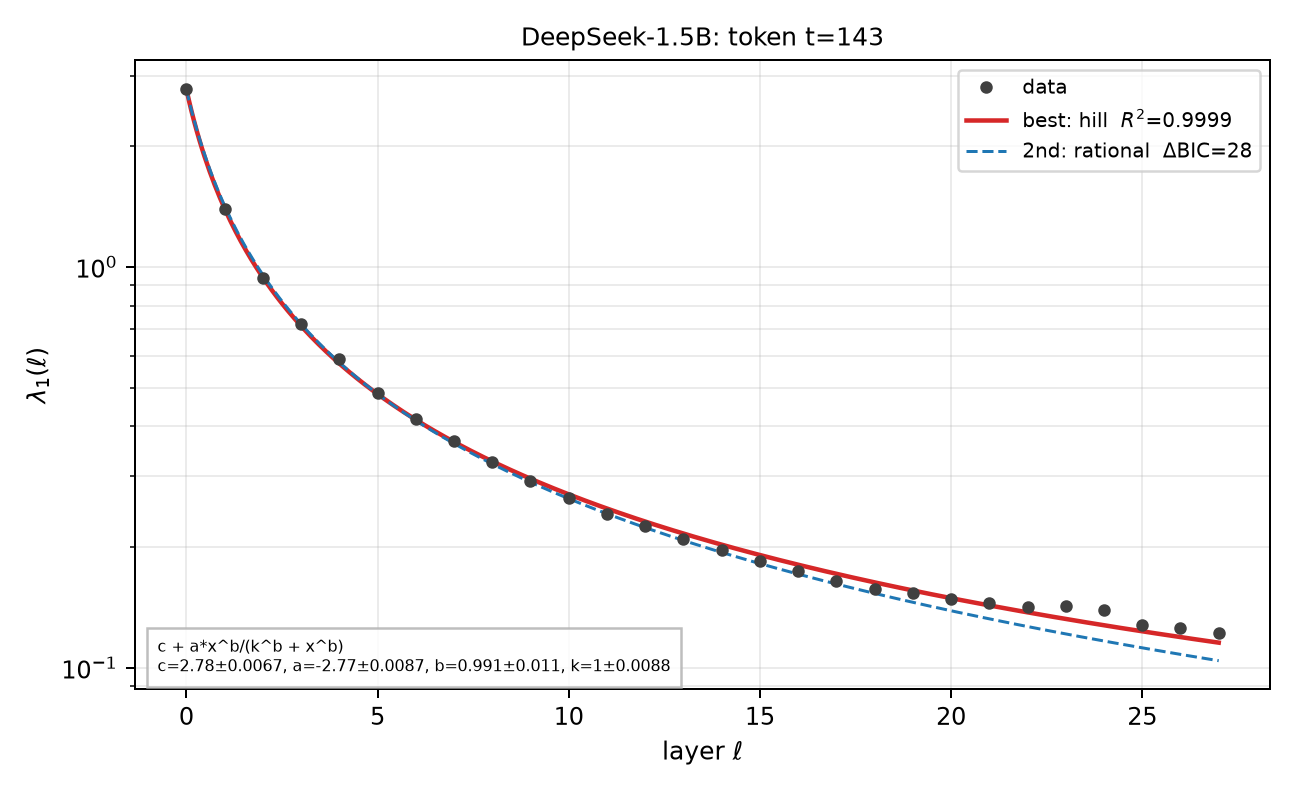 DeepSeek-1.5B: token t=143
data
best: hill R²=0.9999
2nd: rational ΔBIC=28
10⁰
10⁻¹
λ₁(ℓ)
c + a*x^b/(k^b + x^b)
c=2.78±0.0067, a=-2.77±0.0087, b=0.991±0.011, k=1±0.0088
0 5 10 15 20 25
layer ℓ